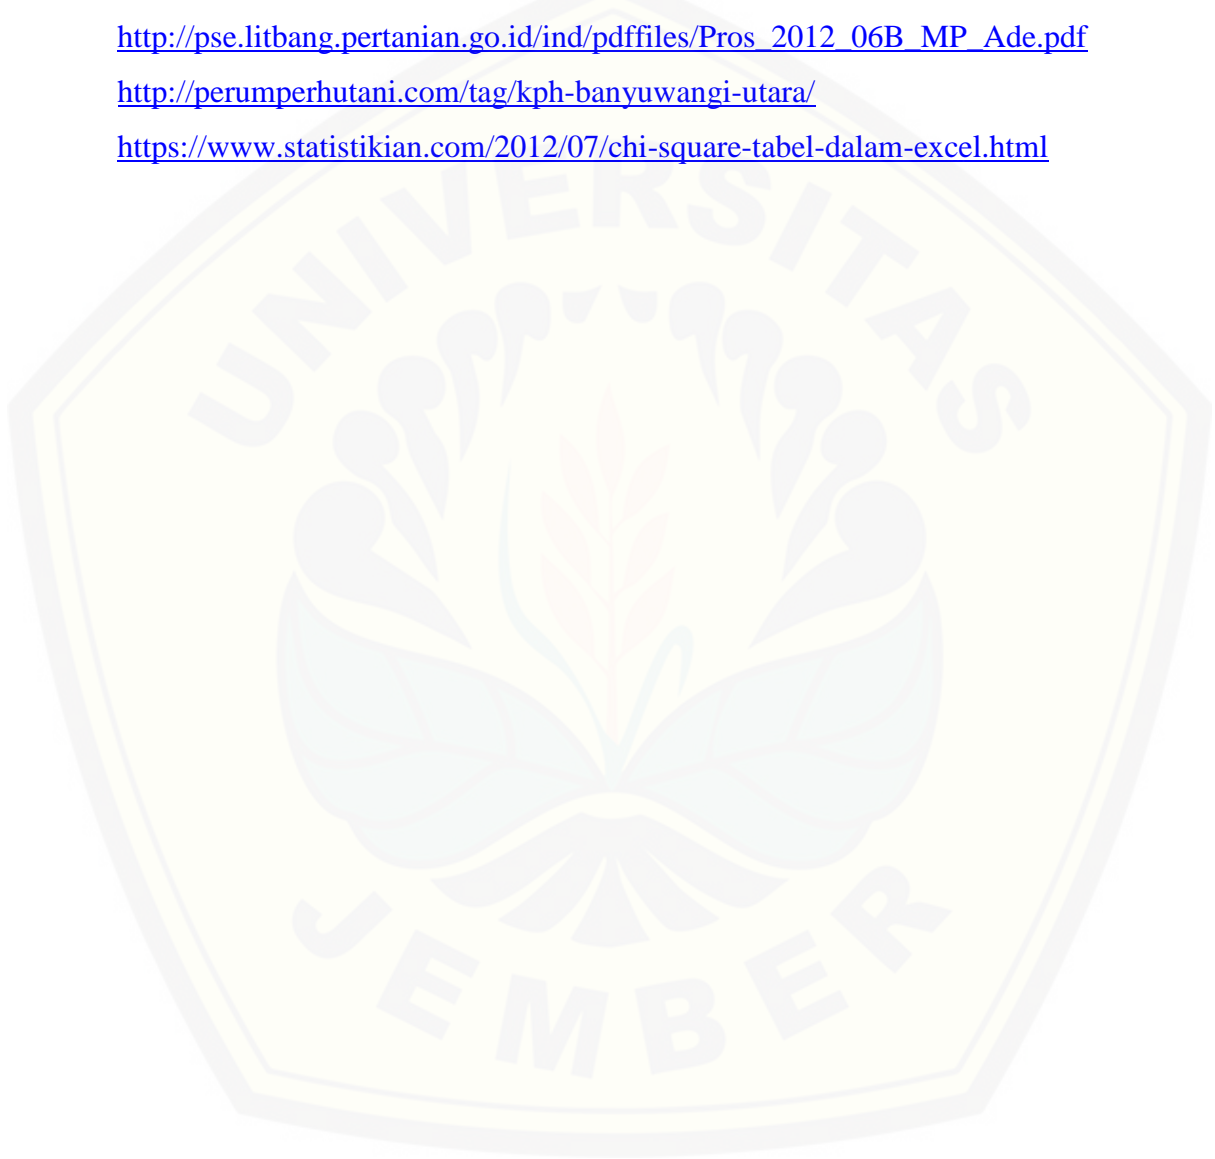 http://pse.litbang.pertanian.go.id/ind/pdffiles/Pros_2012_06B_MP_Ade.pdf
http://perumperhutani.com/tag/kph-banyuwangi-utara/
https://www.statistikian.com/2012/07/chi-square-tabel-dalam-excel.html
UNIVERSITAS
JEMBER